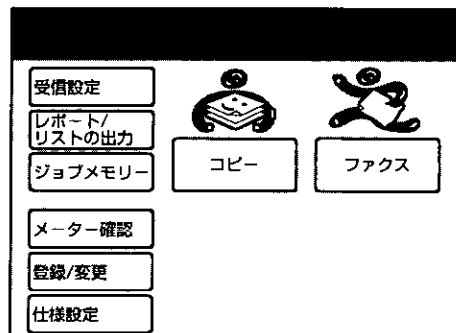 受信設定
レポート/
リストの出力
ジョブメモリー
コピー
ファクス
メーター確認
登録/変更
仕様設定